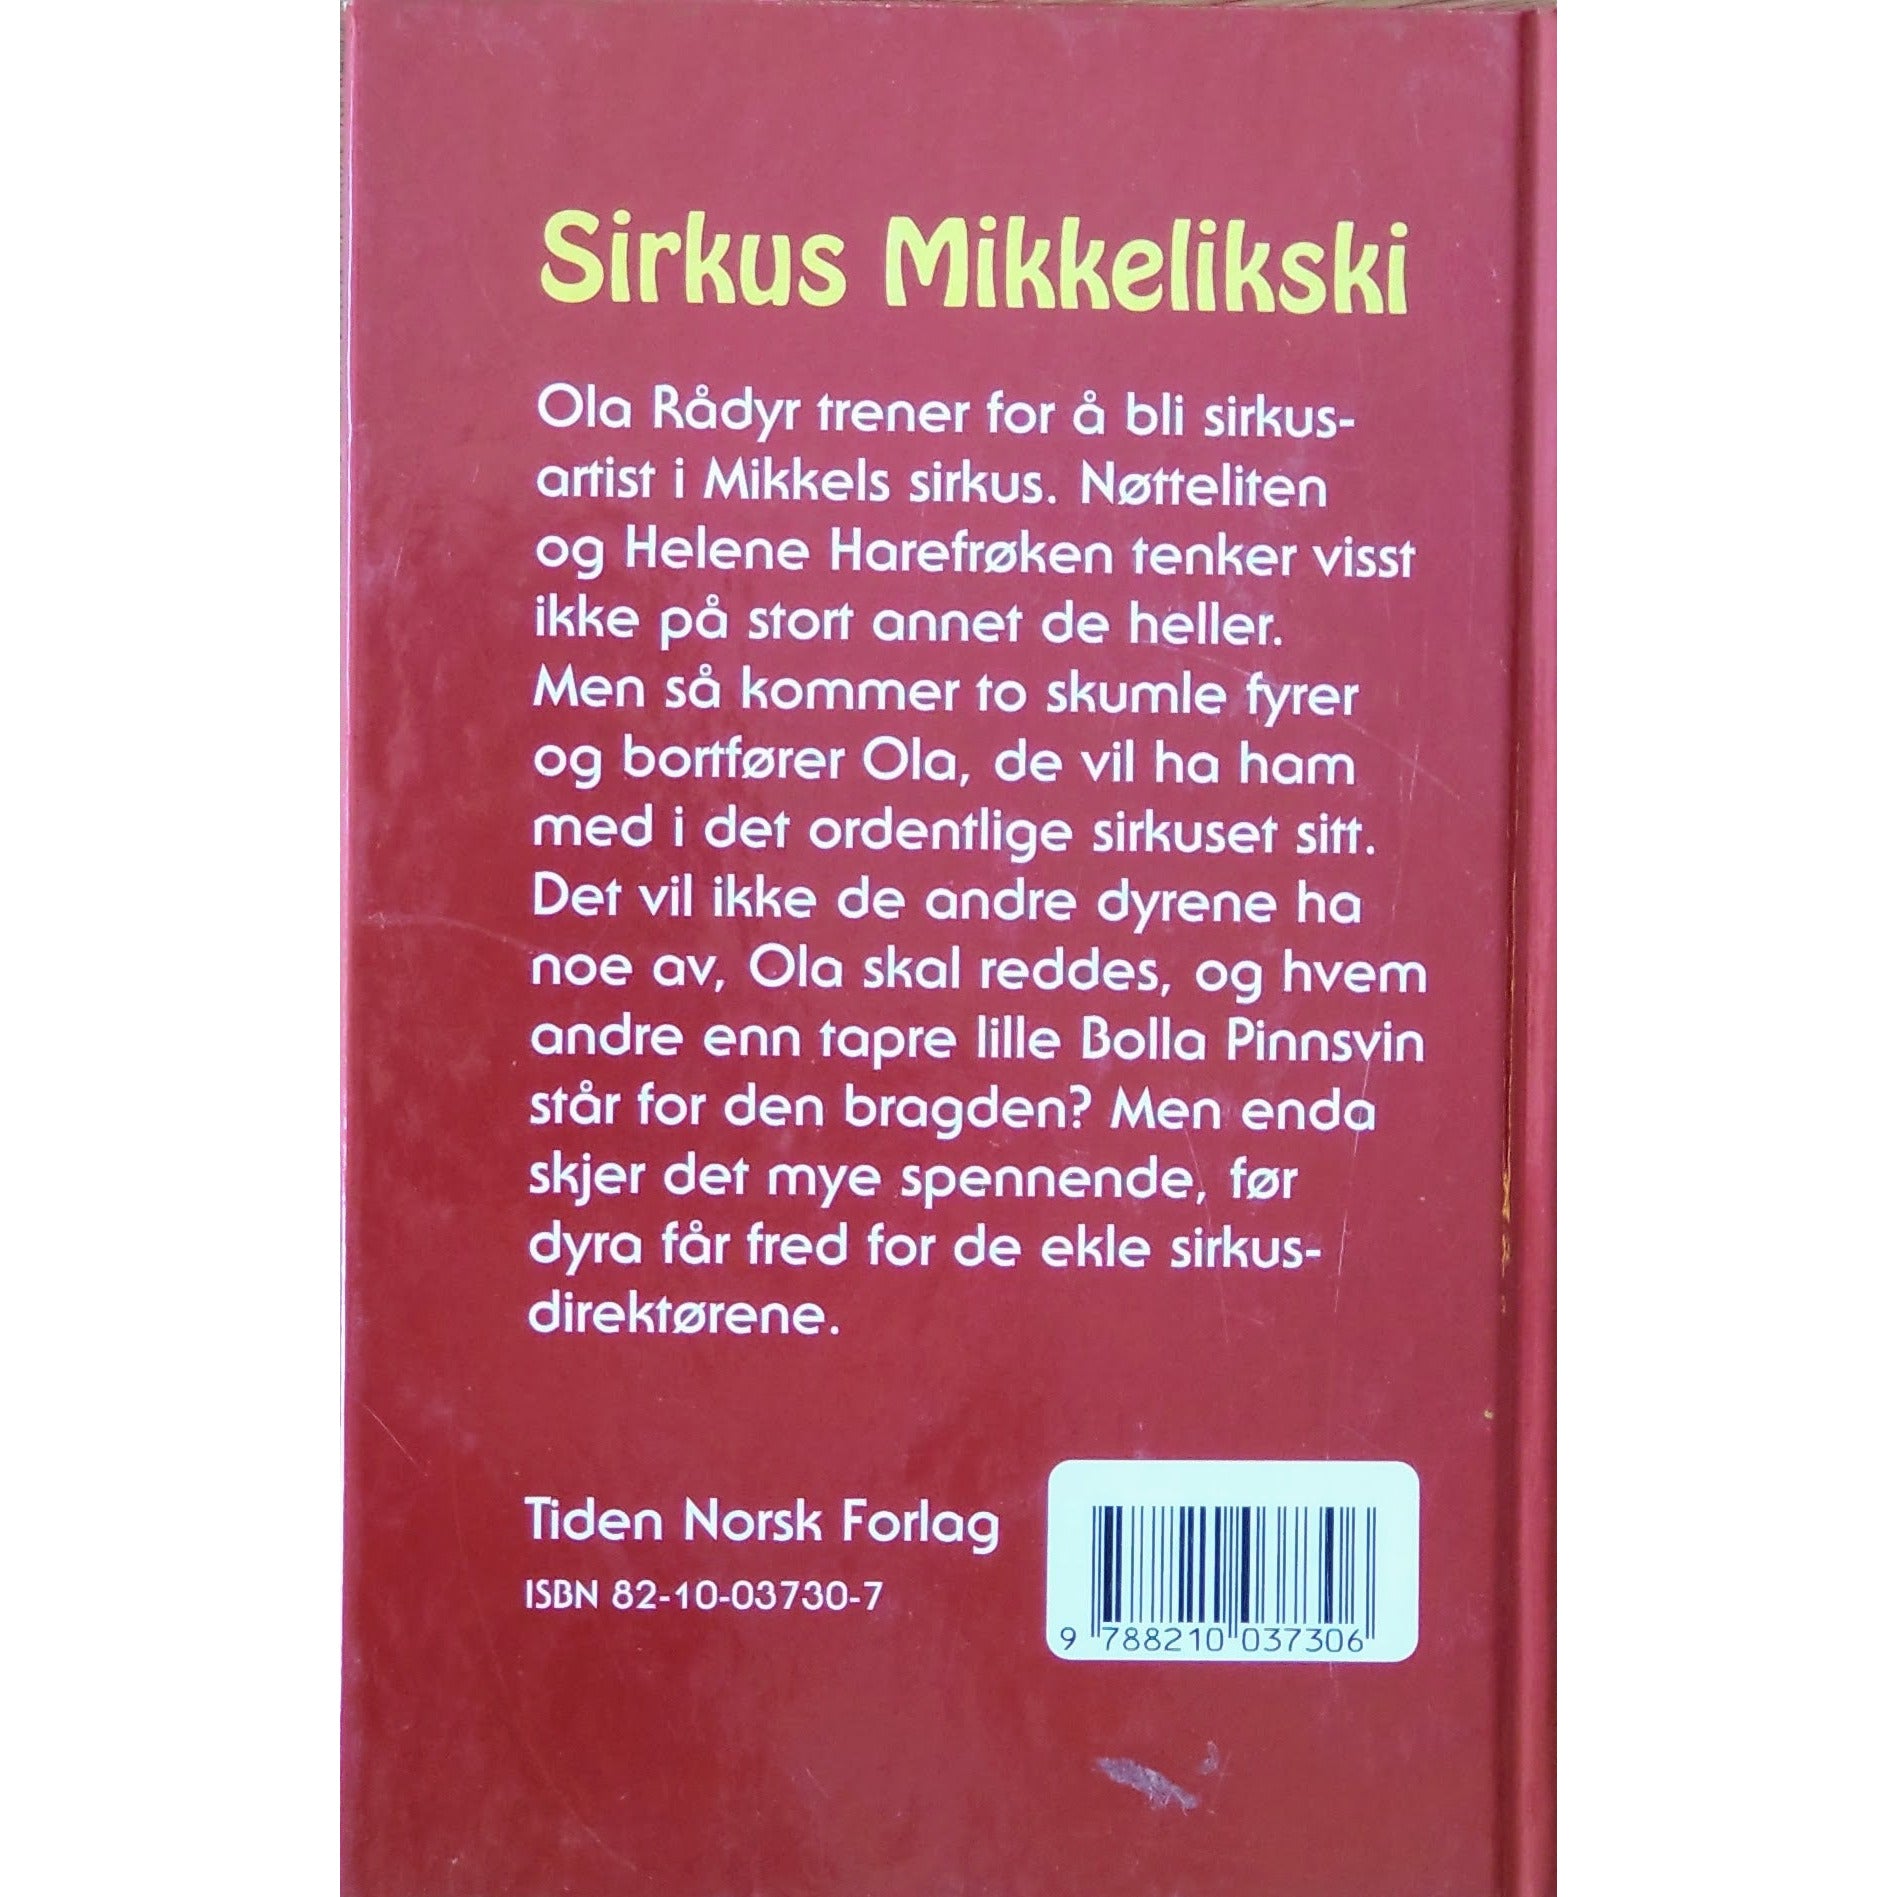 Sirkus Mikkelikski
Ola Rådyr trener for å bli sirkus-
artist i Mikkels sirkus. Nøtteliten
og Helene Harefrøken tenker visst
ikke på stort annet de heller.
Men så kommer to skumle fyrer
og bortfører Ola, de vil ha ham
med i det ordentlige sirkuset sitt.
Det vil ikke de andre dyrene ha
noe av, Ola skal reddes, og hvem
andre enn tapre lille Bolla Pinnsvin
står for den bragden? Men enda
skjer det mye spennende, før
dyra får fred for de ekle sirkus-
direktørene.
Tiden Norsk Forlag
ISBN 82-10-03730-7
9 788210 037306